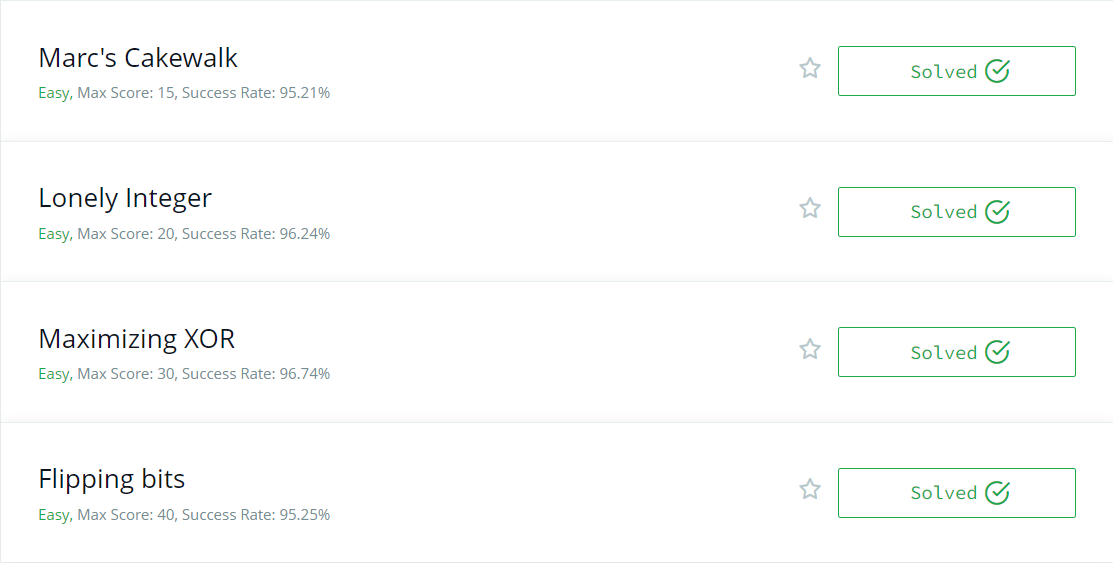 Marc's Cakewalk
Solved
Easy, Max Score: 15, Success Rate: 95.21%
Lonely Integer
Solved
Easy, Max Score: 20, Success Rate: 96.24%
Maximizing XOR
Solved
Easy, Max Score: 30, Success Rate: 96.74%
Flipping bits
Solved
Easy, Max Score: 40, Success Rate: 95.25%